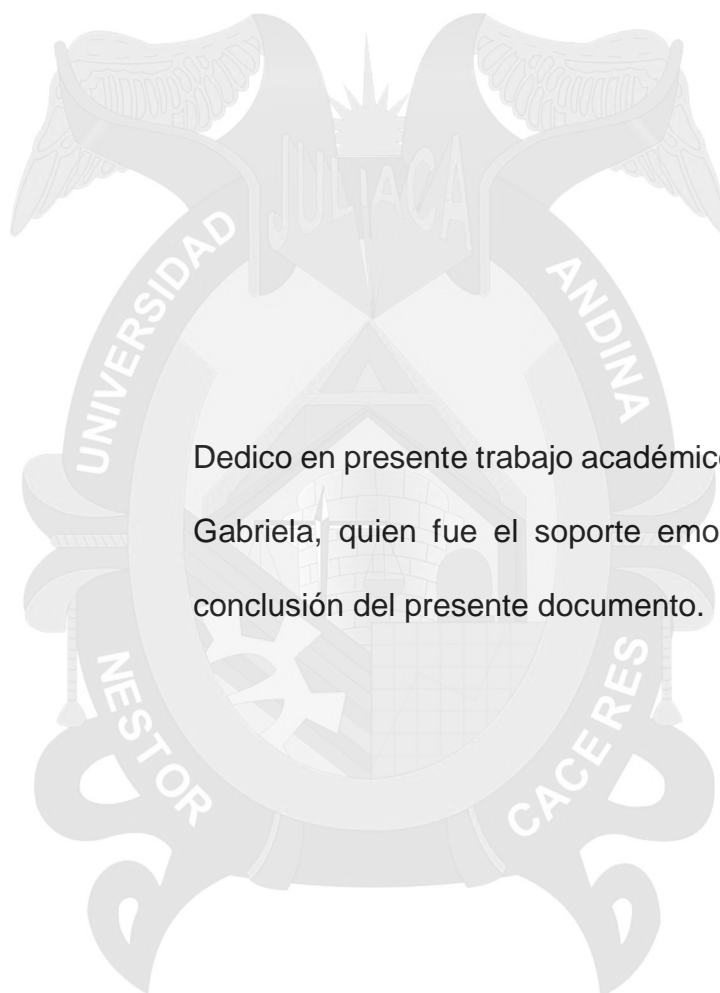 JULIACA
UNIVERSIDAD
ANDINA
Dedico en presente trabajo académico
Gabriela, quien fue el soporte emo
conclusión del presente documento.
NESTOR
CACERES